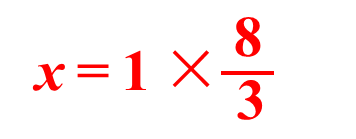 x = 1 × 8/3